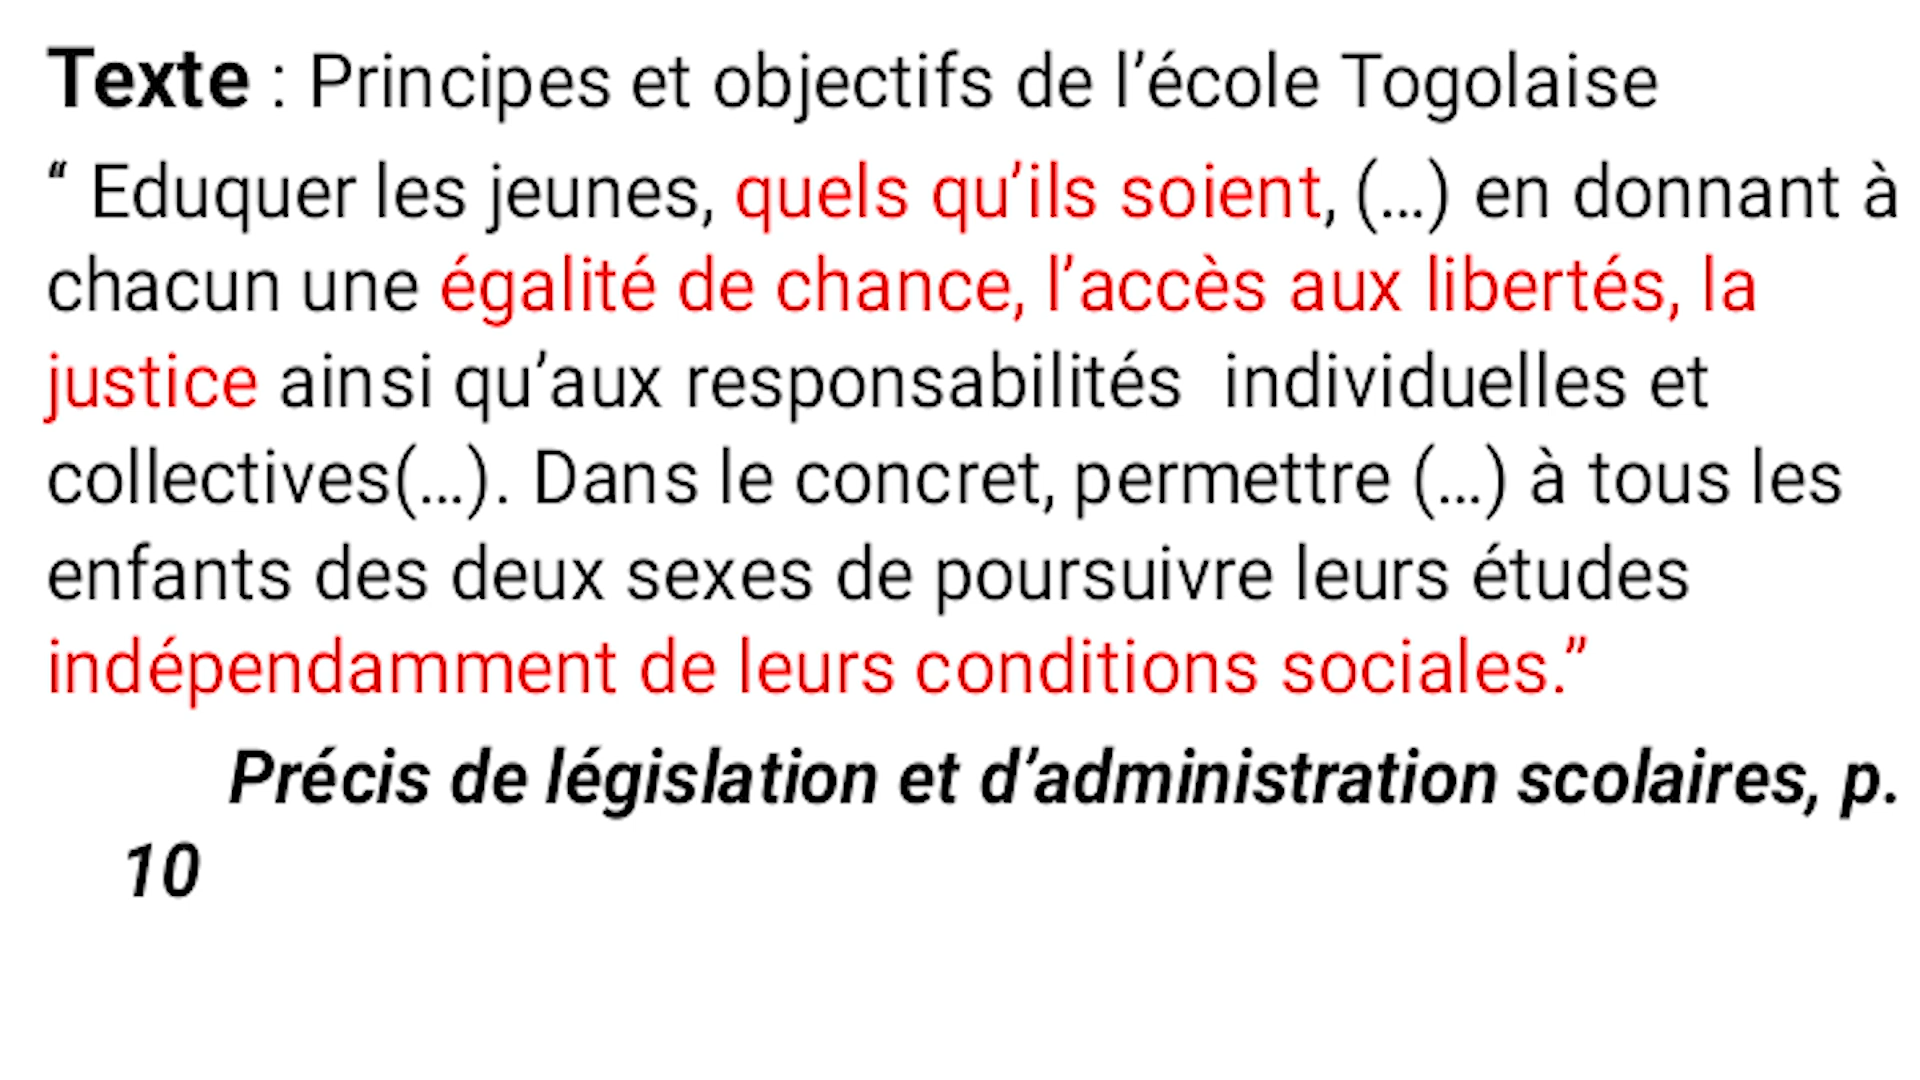 Texte : Principes et objectifs de l’école Togolaise
“ Eduquer les jeunes, quels qu’ils soient, (...) en donnant à
chacun une égalité de chance, l’accès aux libertés, la
justice ainsi qu’aux responsabilités  individuelles et
collectives(...). Dans le concret, permettre (...) à tous les
enfants des deux sexes de poursuivre leurs études
indépendamment de leurs conditions sociales.”
Précis de législation et d’administration scolaires, p.
10